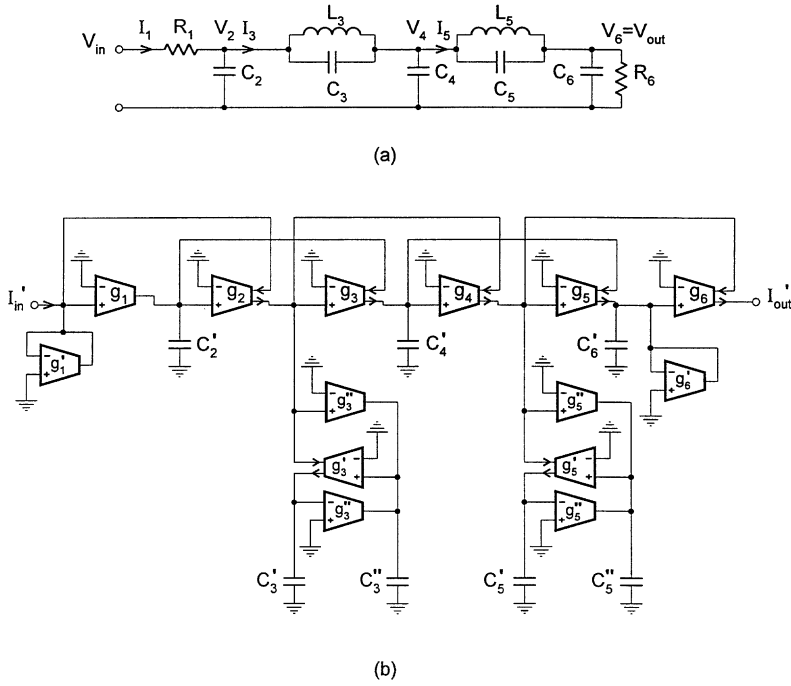 V_in I_1 R_1 V_2 I_3 L_3 V_4 I_5 L_5 V_6=V_out
C_2 C_3 C_4 C_5 C_6 R_6
(a)
I_in' - + g_1 - + g_2 - + g_3 - + g_4 - + g_5 - + g_6 I_out'
- + g_1' C_2' C_4' C_6' - + g_6'
- + g_3'' - + g_5''
g_3' - + g_5' - +
- + g_3'' - + g_5''
C_3' C_3'' C_5' C_5''
(b)